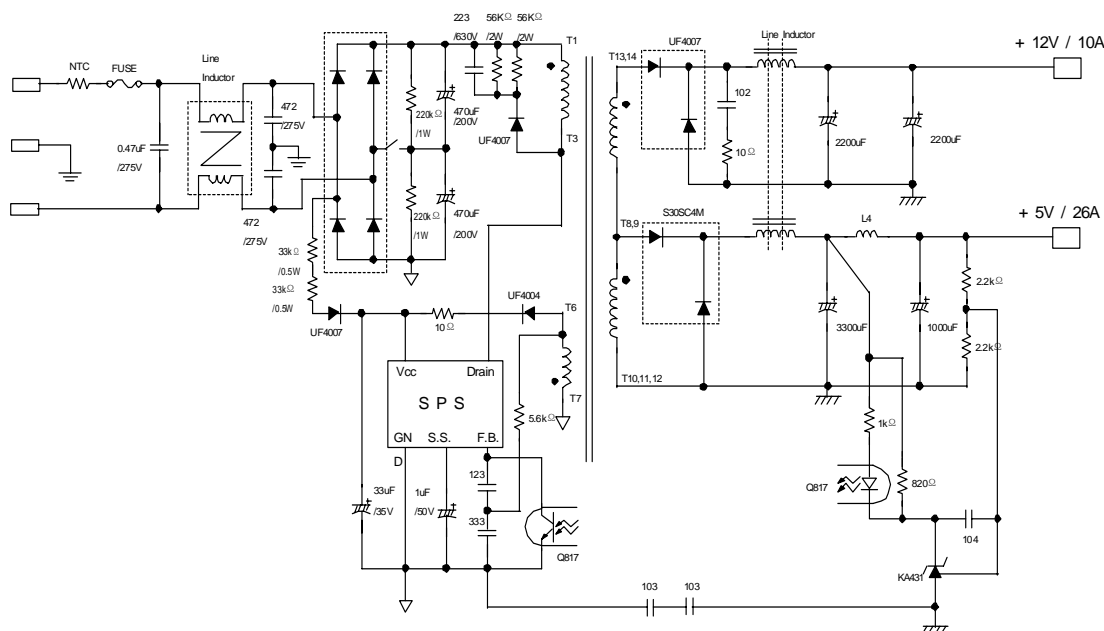 NTC
FUSE
Line
Inductor
0.47uF
/275V
472
/275V
472
/275V
220kΩ
/1W
220kΩ
/1W
470uF
/200V
470uF
/200V
223
/630V
56KΩ
/2W
56KΩ
/2W
UF4007
T1
T3
33kΩ
/0.5W
33kΩ
/0.5W
UF4007
10Ω
UF4004
T6
T7
Vcc
Drain
SPS
GN
D
S.S.
F.B.
5.6kΩ
33uF
/35V
1uF
/50V
123
333
Q817
T13,14
UF4007
Line Inductor
102
10Ω
2200uF
2200uF
+ 12V / 10A
T8,9
S30SC4M
L4
+ 5V / 26A
3300uF
1000uF
2.2kΩ
2.2kΩ
T10,11,12
1kΩ
820Ω
Q817
104
KA431
103
103